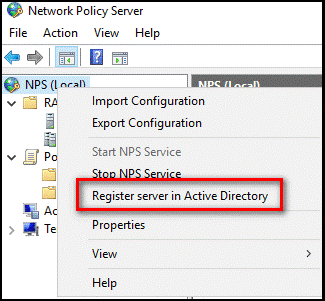 Network Policy Server
File Action View Help
NPS (Local)
NPS (Local)
RA
Import Configuration
Export Configuration
Start NPS Service
Po
Stop NPS Service
Register server in Active Directory
Ac
Properties
Te
View
Help